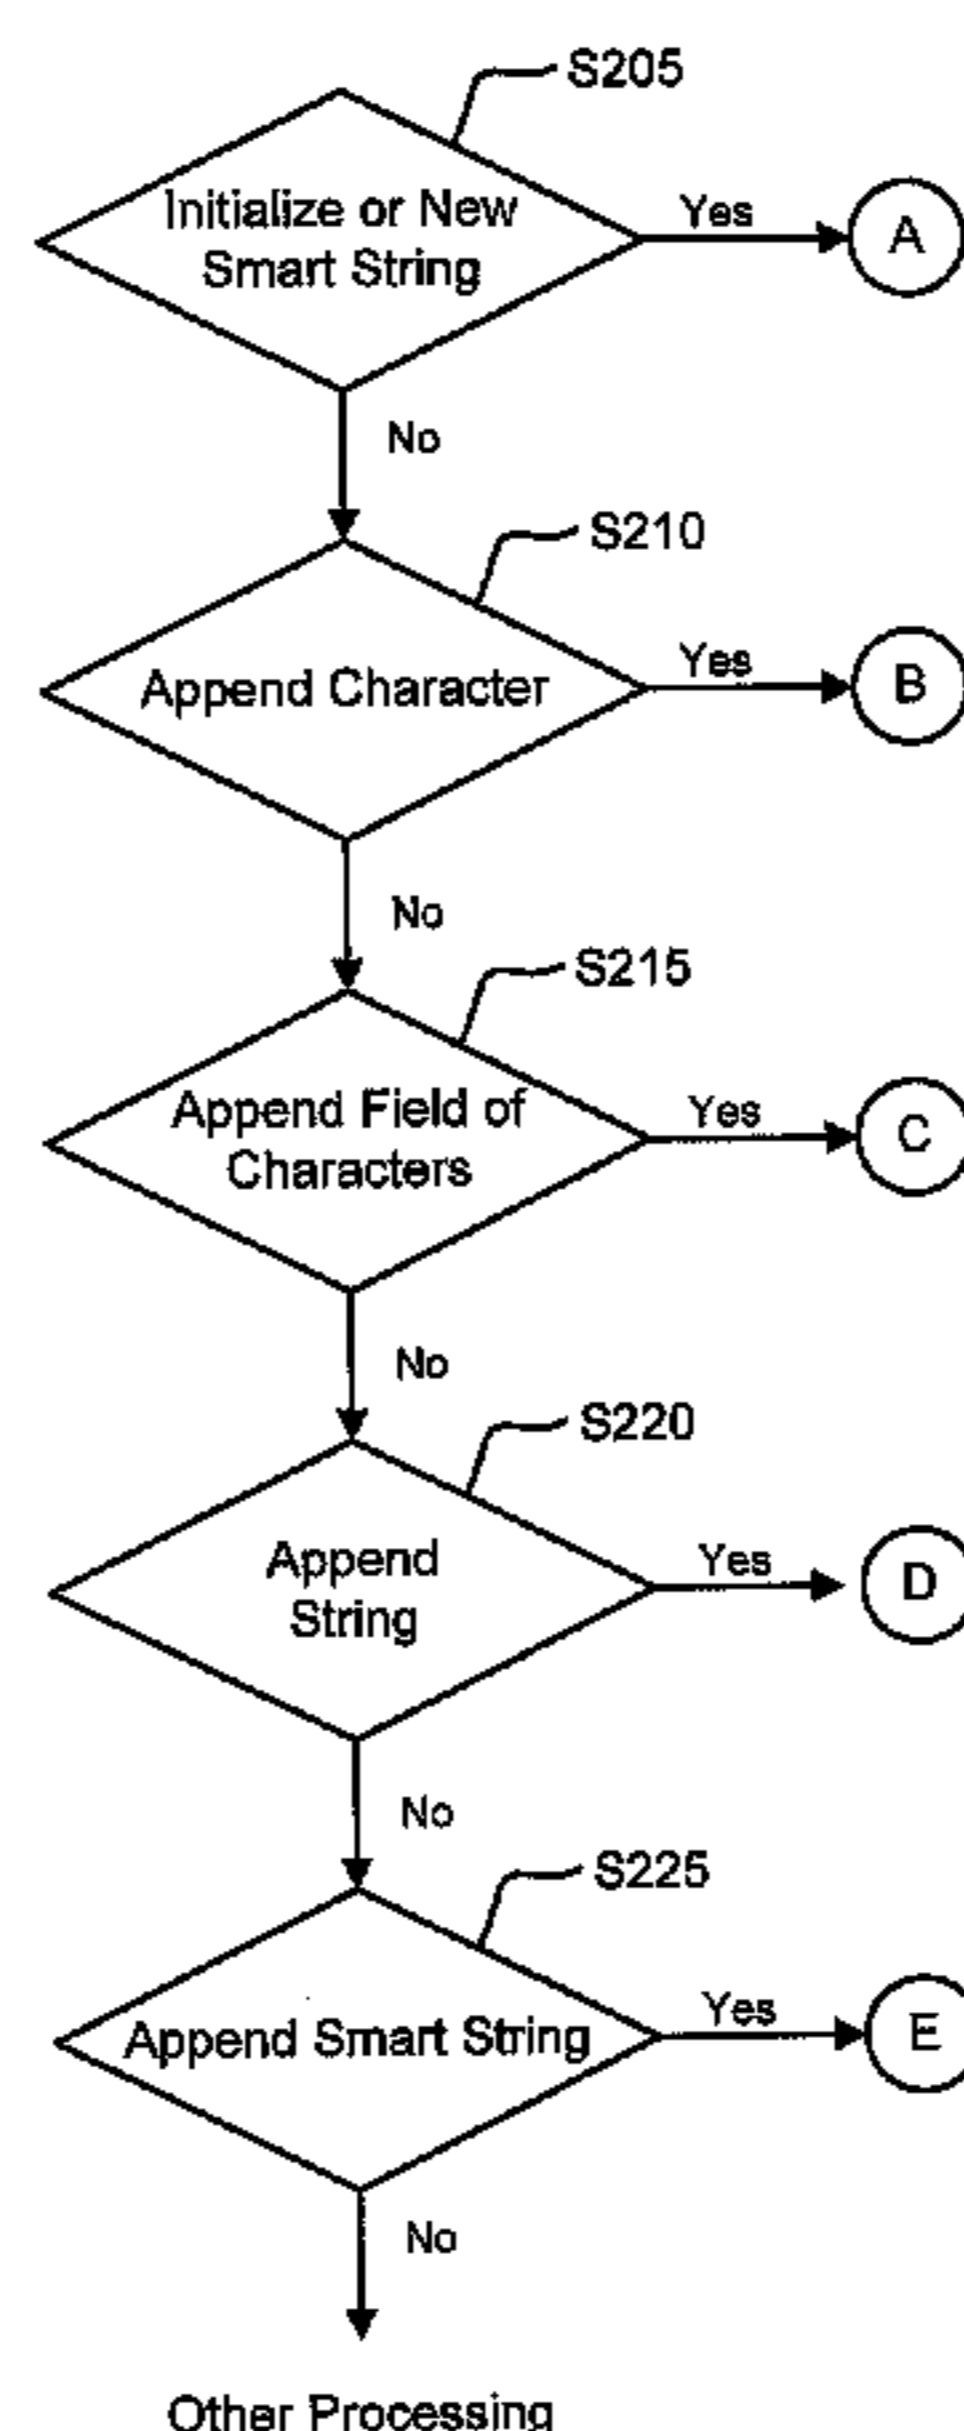 S205
Initialize or New
Smart String
Yes
A
No
S210
Append Character
Yes
B
No
S215
Append Field of
Characters
Yes
C
No
S220
Append
String
Yes
D
No
S225
Append Smart String
Yes
E
No
Other Processing